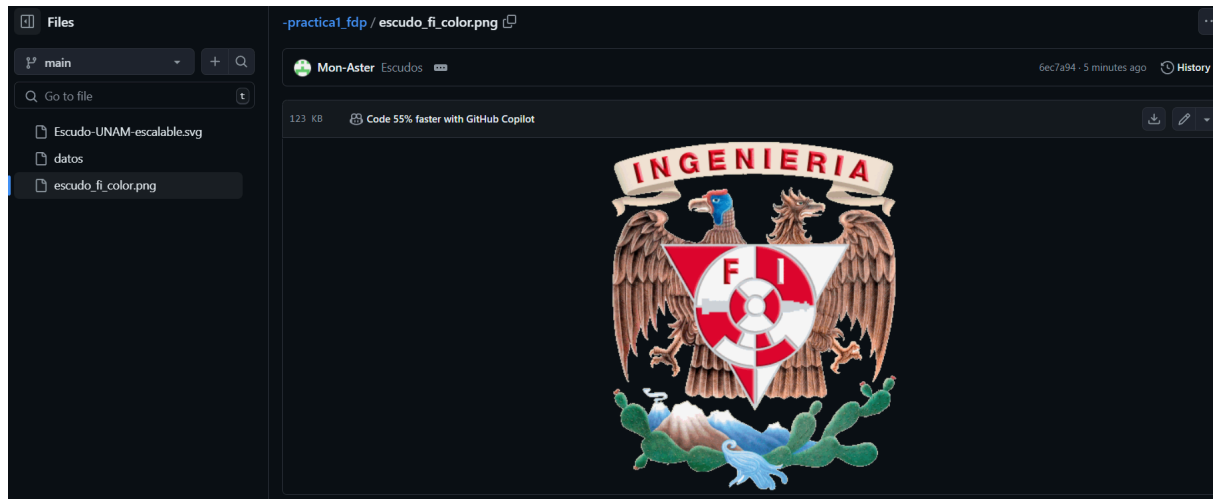 Files
main
Go to file
t
Escudo-UNAM-escalable.svg
datos
escudo_fi_color.png
-practica1_fdp / escudo_fi_color.png
Mon-Aster Escudos
6ec7a94 · 5 minutes ago
History
123 KB
Code 55% faster with GitHub Copilot
INGENIERIA
F I